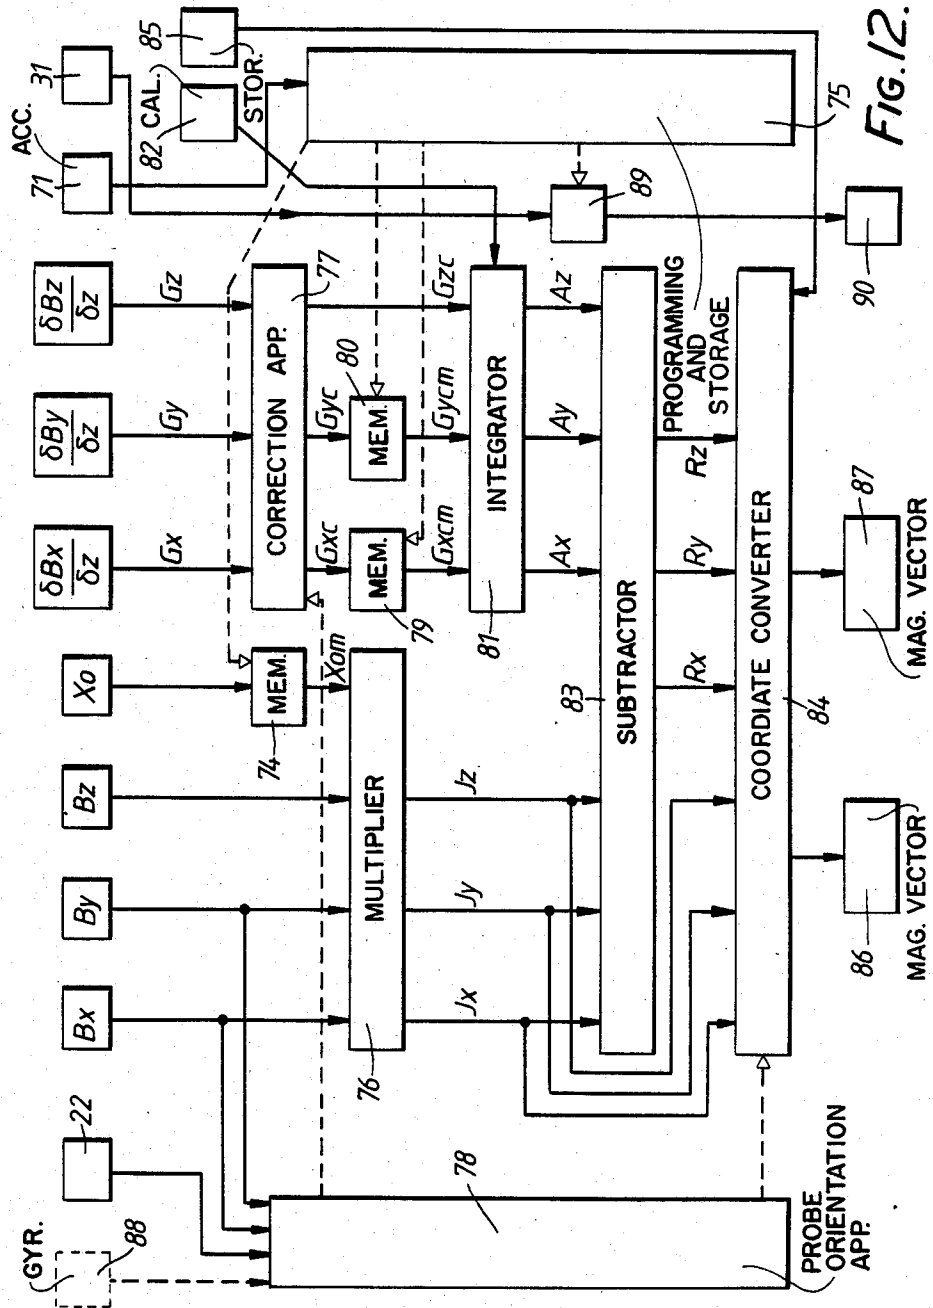 GYR.
88
22
Bx
By
Bz
Xo
δBx
δz
δBy
δz
δBz
δz
ACC.
71
31
82
CAL.
85
STOR.
Gx
Gy
Gz
MEM.
74
CORRECTION APP.
77
Xom
Gxc
Gyc
MEM.
79
MEM.
80
Gxcm
Gycm
Gzc
MULTIPLIER
76
INTEGRATOR
81
89
75
78
PROBE
ORIENTATION
APP.
Jx
Jy
Jz
Ax
Ay
Az
SUBTRACTOR
83
PROGRAMMING
AND
STORAGE
Rx
Ry
Rz
COORDIATE CONVERTER
84
86
MAG. VECTOR
87
MAG. VECTOR
90
FIG.12.